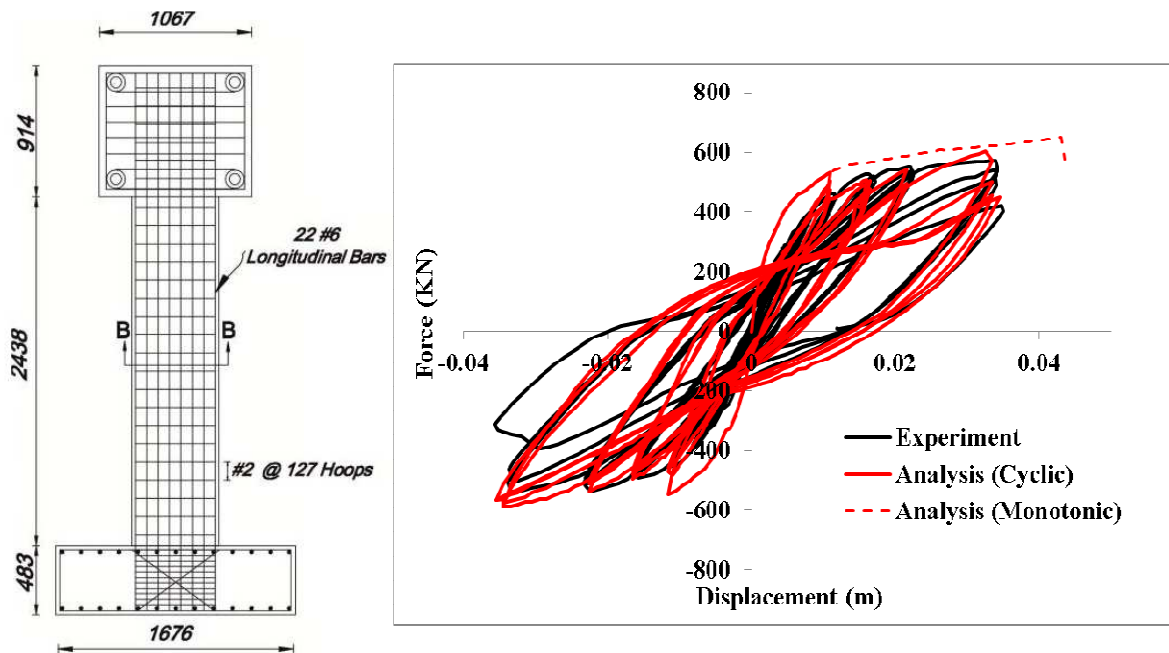 1067
914
22 #6
Longitudinal Bars
2438
B
B
#2 @ 127 Hoops
483
1676
Force (KN)
800
600
400
200
0
-200
-400
-600
-800
-0.04
-0.02
0
0.02
0.04
Displacement (m)
Experiment
Analysis (Cyclic)
Analysis (Monotonic)